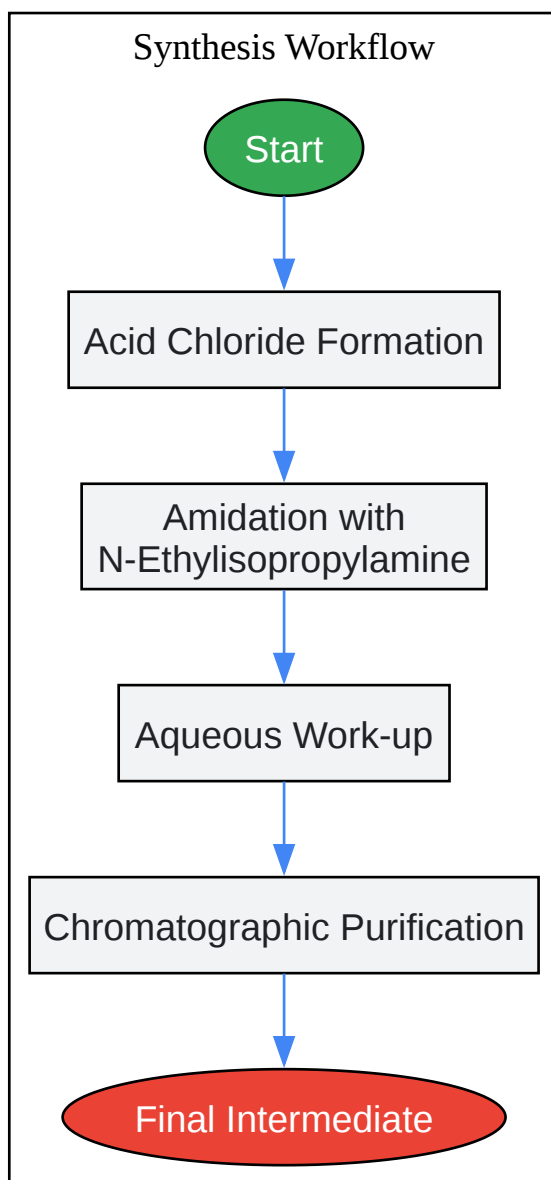 Synthesis Workflow
Start
Acid Chloride Formation
Amidation with
N-Ethylisopropylamine
Aqueous Work-up
Chromatographic Purification
Final Intermediate